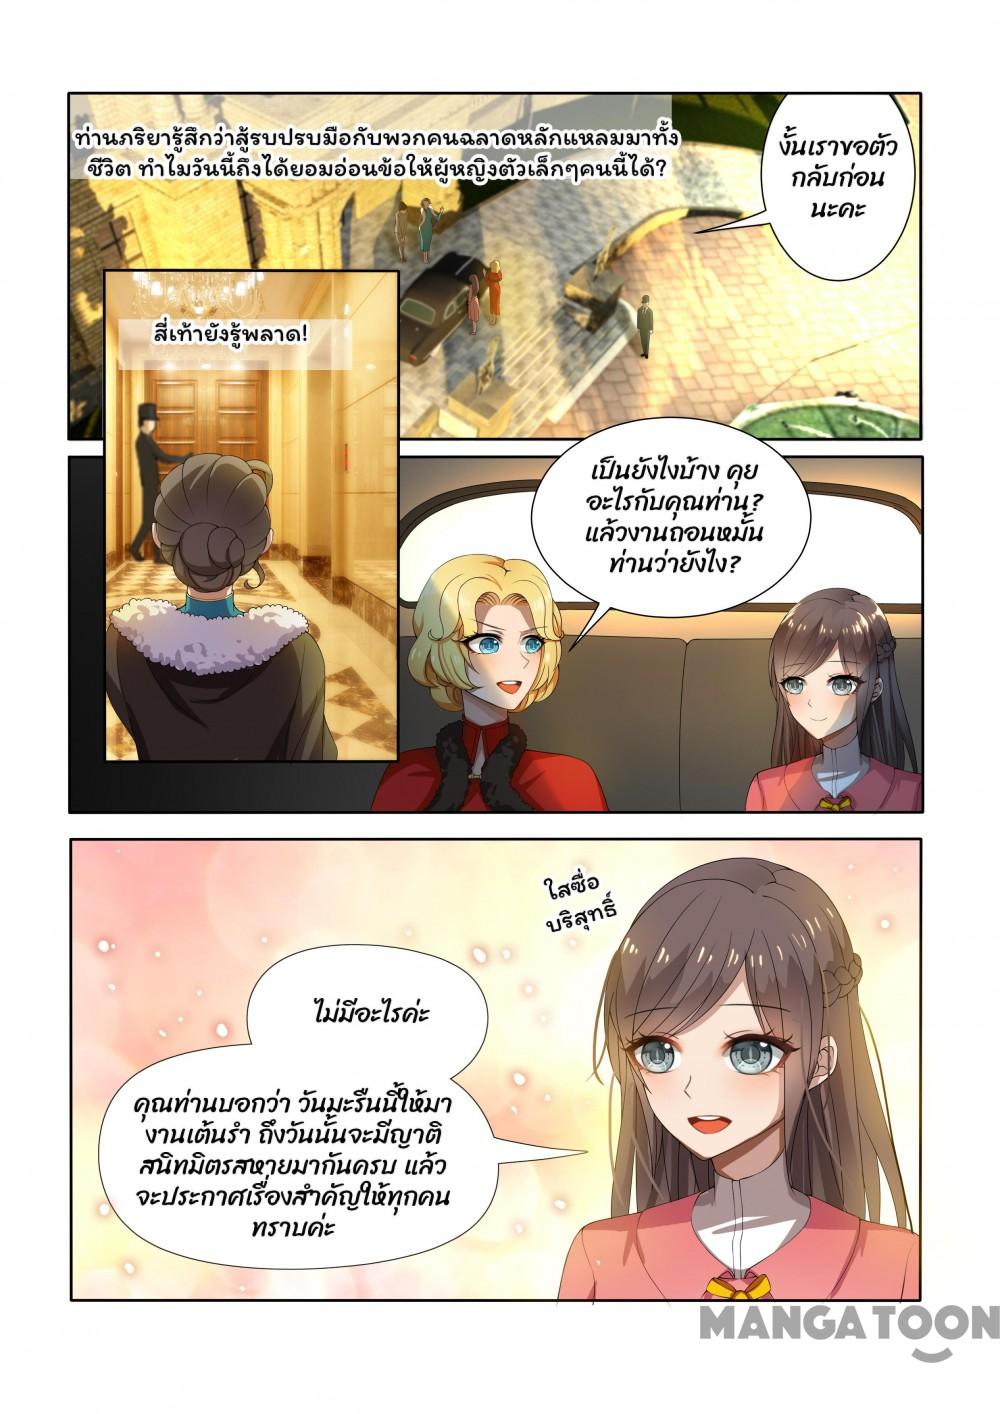 ท่านภริยารู้สึกว่าสู้รบปรบมือกับพวกคนฉลาดหลักแหลมมาทั้ง
ชีวิต ทำไมวันนี้ถึงได้ยอมอ่อนข้อให้ผู้หญิงตัวเล็กๆคนนี้ได้?
งั้นเราขอตัว
กลับก่อน
นะคะ
สี่เท้ายังรู้พลาด!
เป็นยังไงบ้าง คุย
อะไรกับคุณท่าน?
แล้วงานถอนหมั้น
ท่านว่ายังไง?
ใสซื่อ
บริสุทธิ์
ไม่มีอะไรค่ะ
คุณท่านบอกว่า วันมะรืนนี้ให้มา
งานเต้นรำ ถึงวันนั้นจะมีญาติ
สนิทมิตรสหายมากันครบ แล้ว
จะประกาศเรื่องสำคัญให้ทุกคน
ทราบค่ะ
MANGATOON